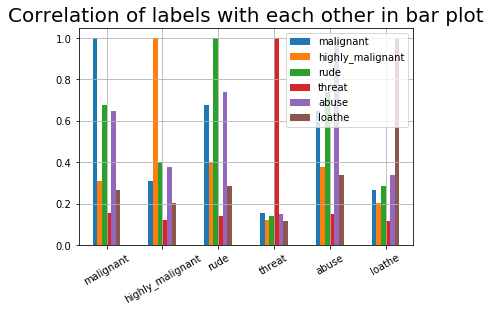 Correlation of labels with each other in bar plot
1.0
0.8
0.6
0.4
0.2
0.0
malignant
highly_malignant
rude
threat
abuse
loathe
malignant
highly_malignant
rude
threat
abuse
loathe